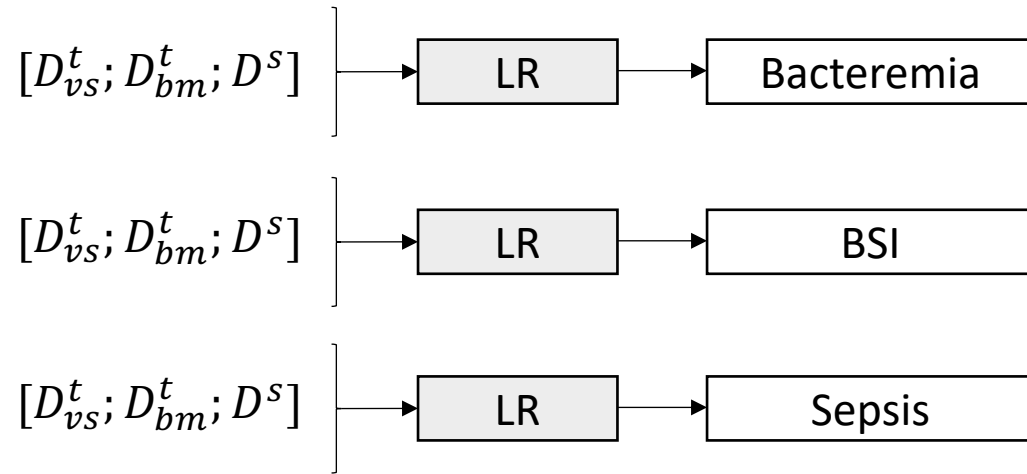 [D_{vs}^{t}; D_{bm}^{t}; D^{s}] LR Bacteremia
[D_{vs}^{t}; D_{bm}^{t}; D^{s}] LR BSI
[D_{vs}^{t}; D_{bm}^{t}; D^{s}] LR Sepsis